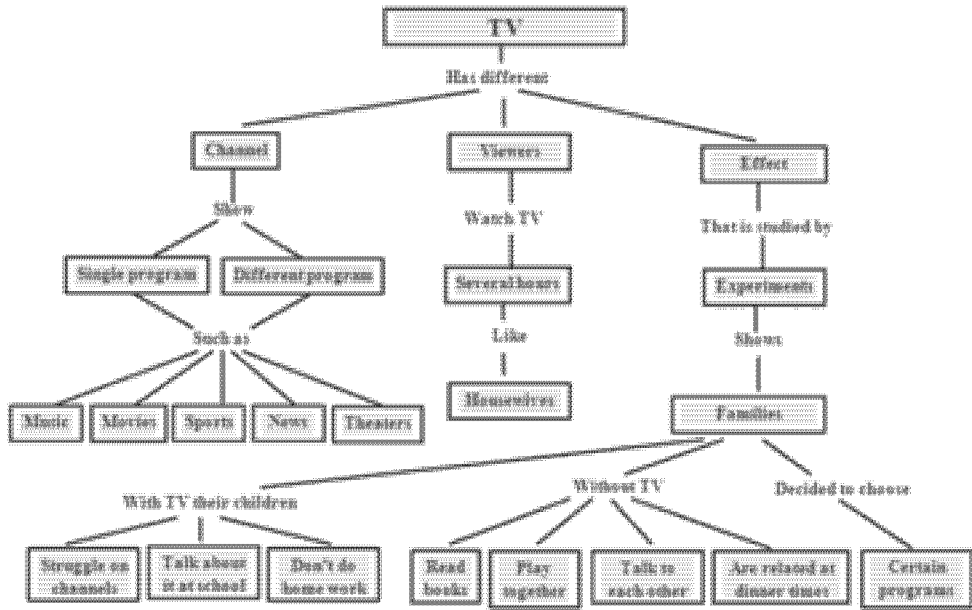 TV
Has different
Channel
Viewers
Effect
Show
Watch TV
That is studied by
Single program
Different program
Several hours
Experiments
Such as
Like
Shows
Music
Movies
Sports
News
Theaters
Housewives
Families
With TV their children
Without TV
Decided to choose
Struggle on
channels
Talk about
it at school
Don't do
home work
Read
books
Play
together
Talk to
each other
Are related at
dinner times
Certain
programs